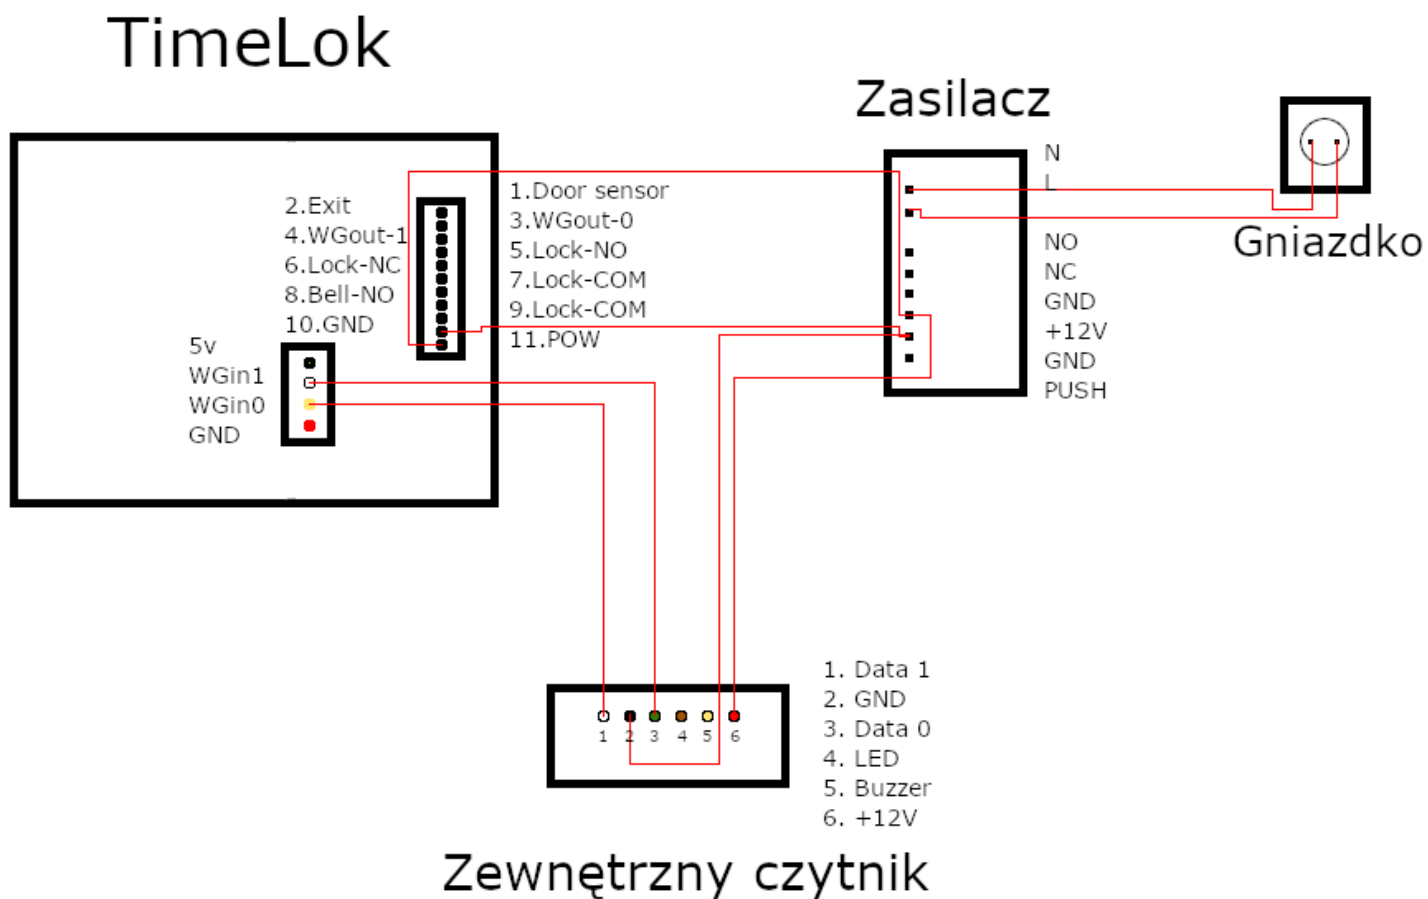 TimeLok
Zasilacz
Gniazdko
N
L
NO
NC
GND
+12V
GND
PUSH
2.Exit
4.WGout-1
6.Lock-NC
8.Bell-NO
10.GND
1.Door sensor
3.WGout-0
5.Lock-NO
7.Lock-COM
9.Lock-COM
11.POW
5v
WGin1
WGin0
GND
1 2 3 4 5 6
1. Data 1
2. GND
3. Data 0
4. LED
5. Buzzer
6. +12V
Zewnętrzny czytnik